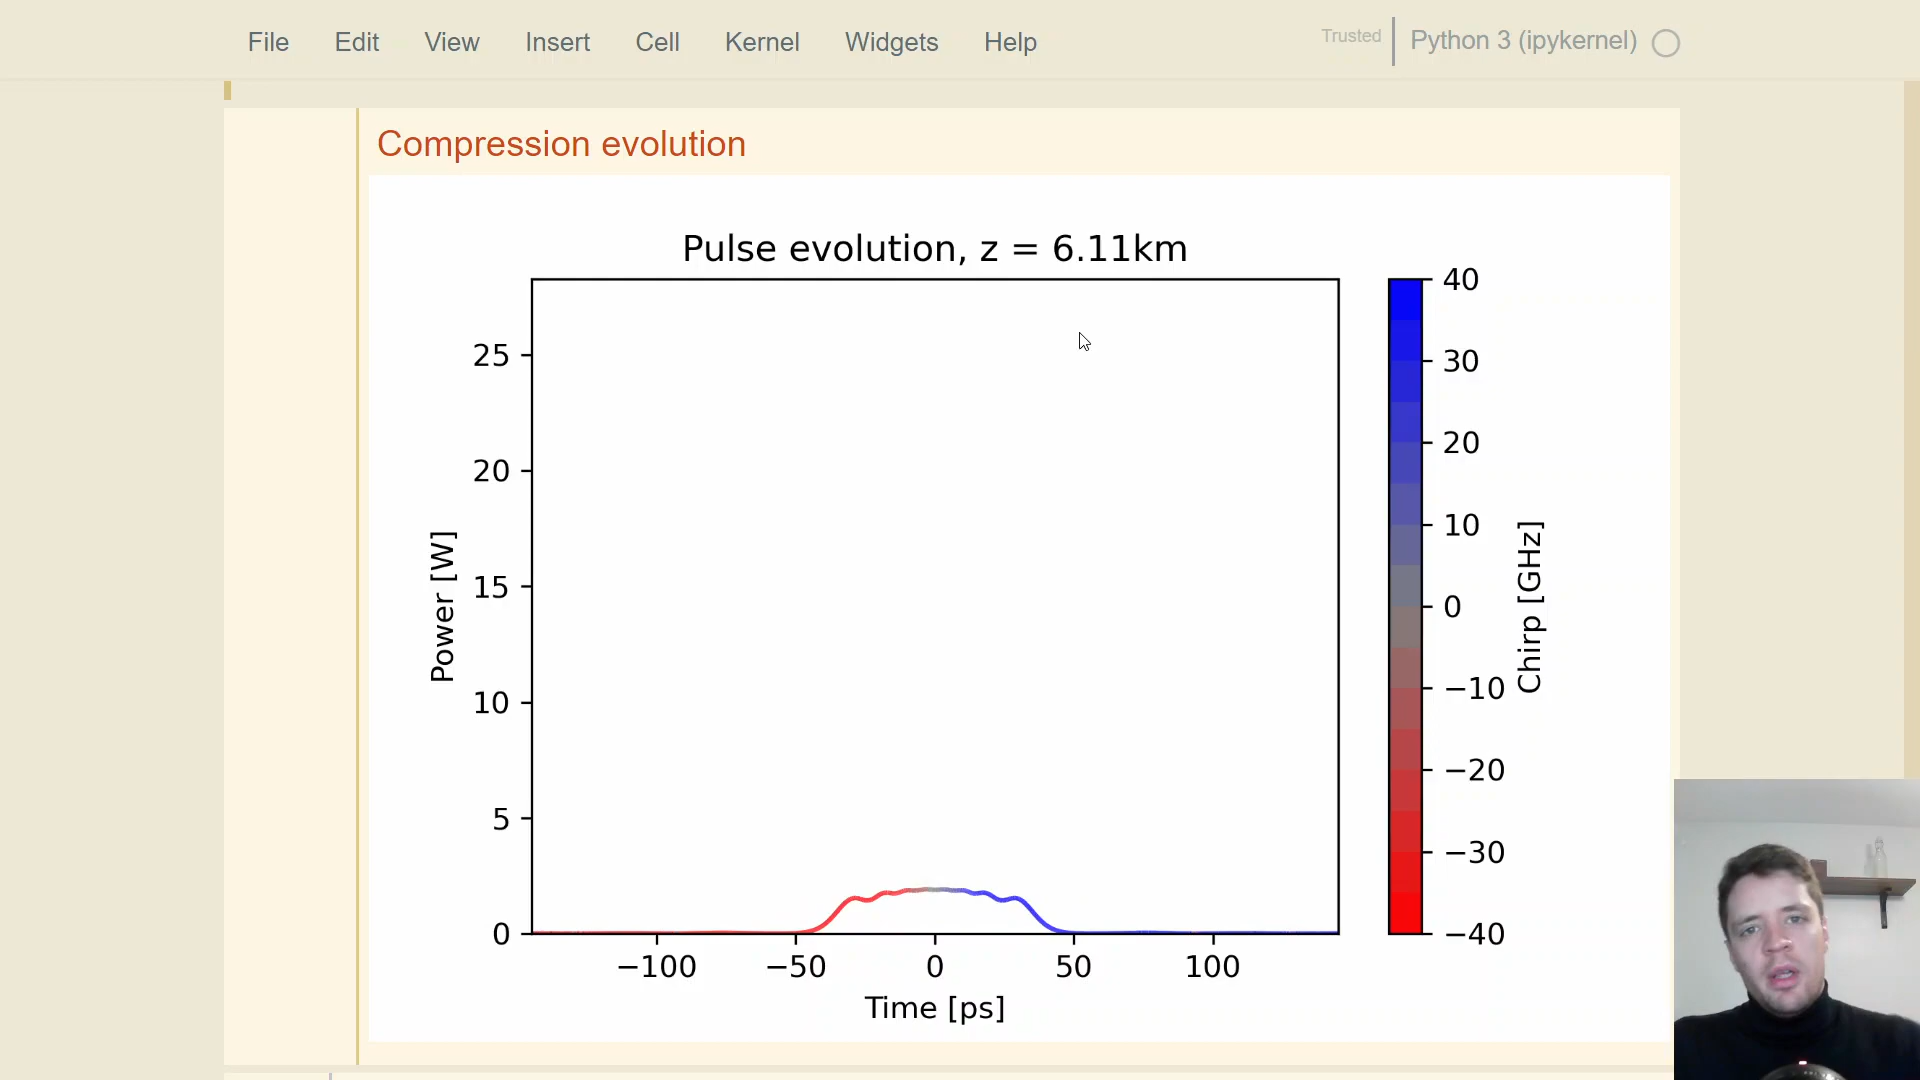 File Edit View Insert Cell Kernel Widgets Help Trusted Python 3 (ipykernel)
Compression evolution
Pulse evolution, z = 6.11km
25
20
15
10
5
0
Power [W]
−100 −50 0 50 100
Time [ps]
40
30
20
10
0
−10
−20
−30
−40
Chirp [GHz]